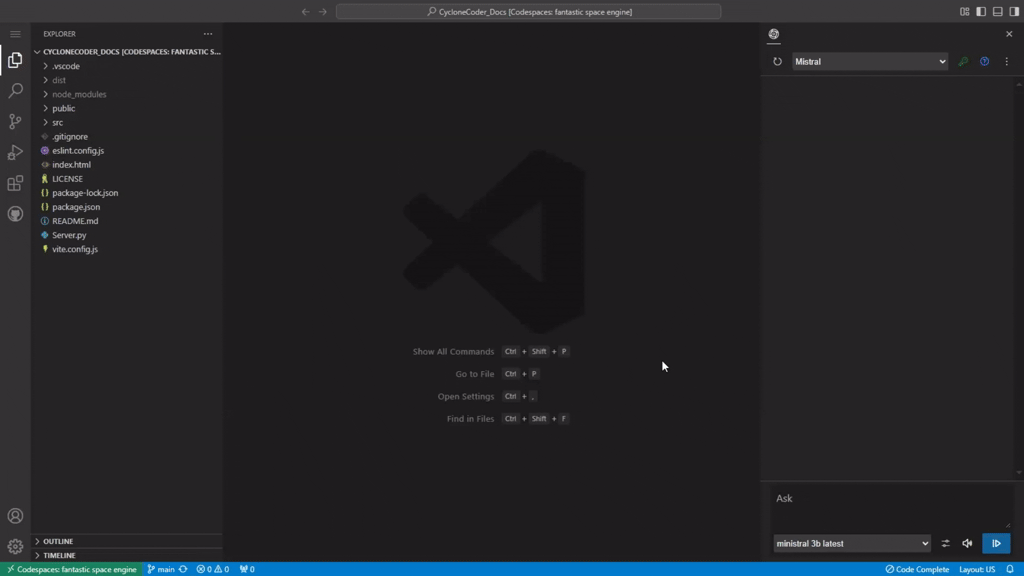 CycloneCoder_Docs [Codespaces: fantastic space engine]
EXPLORER
CYCLONECODER_DOCS [CODESPACES: FANTASTIC S...
.vscode
dist
node_modules
public
src
.gitignore
eslint.config.js
index.html
LICENSE
package-lock.json
package.json
README.md
Server.py
vite.config.js
OUTLINE
TIMELINE
Show All Commands Ctrl + Shift + P
Go to File Ctrl + P
Open Settings Ctrl + ,
Find in Files Ctrl + Shift + F
Mistral
Ask
ministral 3b latest
Codespaces: fantastic space engine main 0 0 0 Code Complete Layout: US